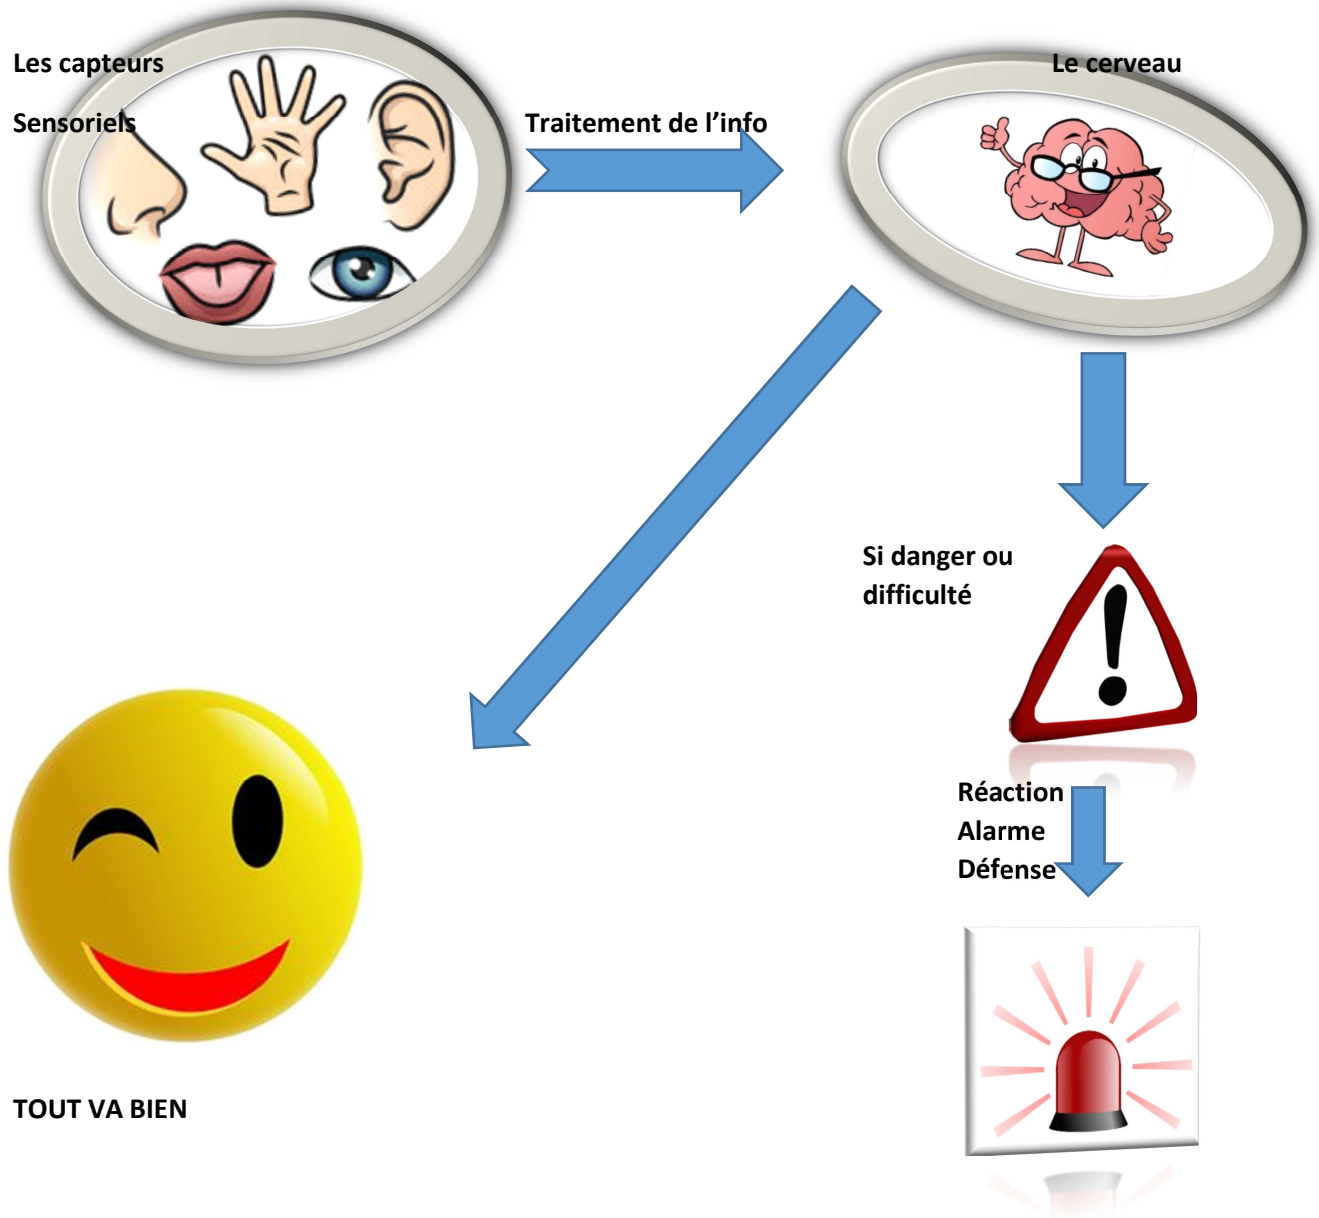 Les capteurs
Sensoriels
Traitement de l’info
Le cerveau
Si danger ou
difficulté
Réaction
Alarme
Défense
TOUT VA BIEN